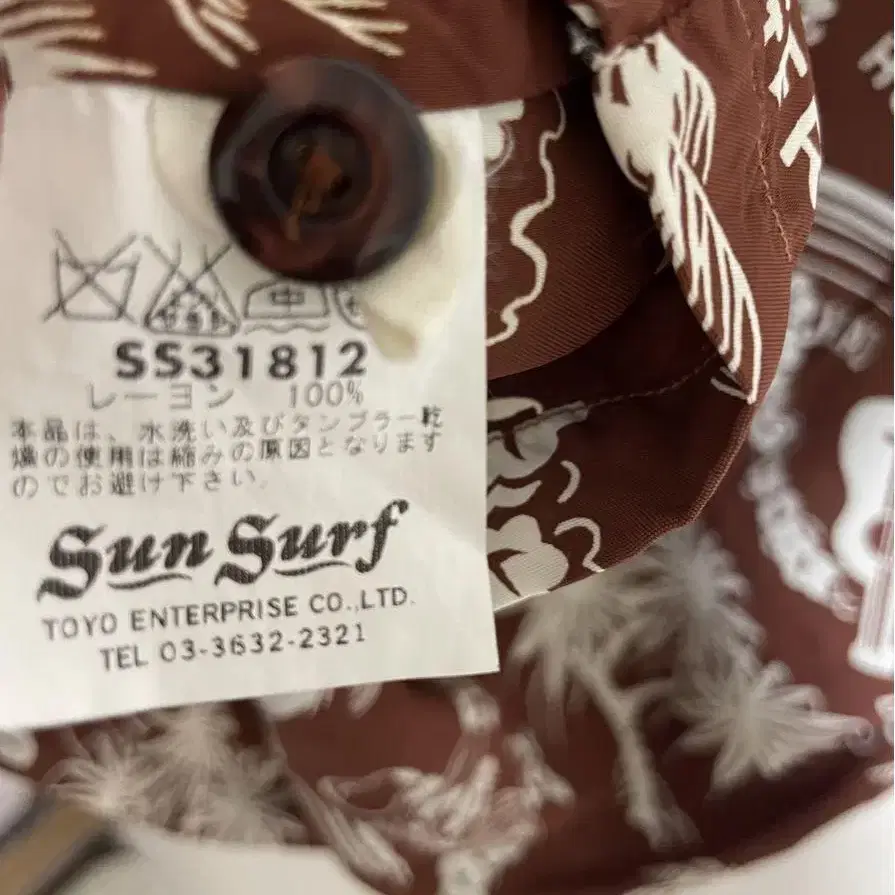 中
SS31812
レーヨン 100%
本品は、水洗い及びタンブラー乾
燥の使用は縮みの原因となります
のでお避け下さい.
Sun Surf
TOYO ENTERPRISE CO.,LTD.
TEL 03-3632-2321